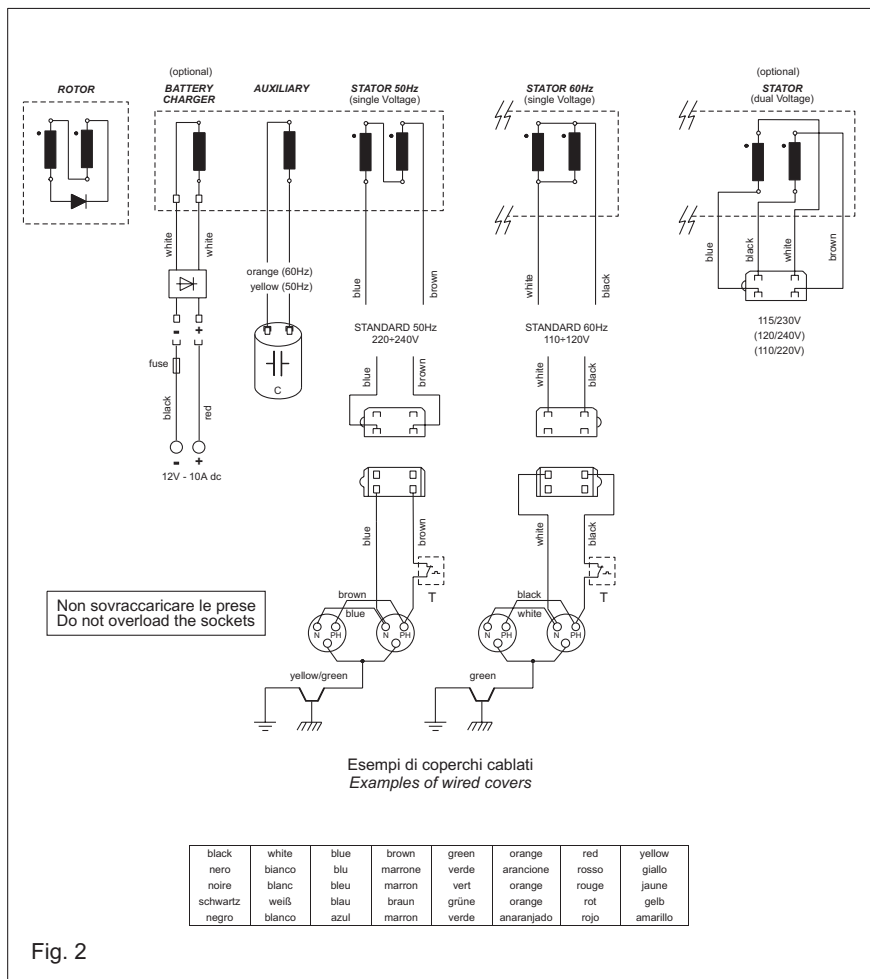 (optional)
ROTOR
BATTERY
CHARGER
AUXILIARY
STATOR 50Hz
(single Voltage)
STATOR 60Hz
(single Voltage)
(optional)
STATOR
(dual Voltage)
white
white
orange (60Hz)
yellow (50Hz)
blue
brown
white
black
blue
black
white
brown
- +
fuse
C
black
red
- +
12V - 10A dc
STANDARD 50Hz
220÷240V
blue
brown
STANDARD 60Hz
110÷120V
white
black
115/230V
(120/240V)
(110/220V)
blue
brown
T
white
black
T
Non sovraccaricare le prese
Do not overload the sockets
brown
blue
N PH N PH
black
white
N PH N PH
yellow/green
green
Esempi di coperchi cablati
Examples of wired covers
black white blue brown green orange red yellow
nero bianco blu marrone verde arancione rosso giallo
noire blanc bleu marron vert orange rouge jaune
schwartz weiß blau braun grüne orange rot gelb
negro blanco azul marron verde anaranjado rojo amarillo
Fig. 2